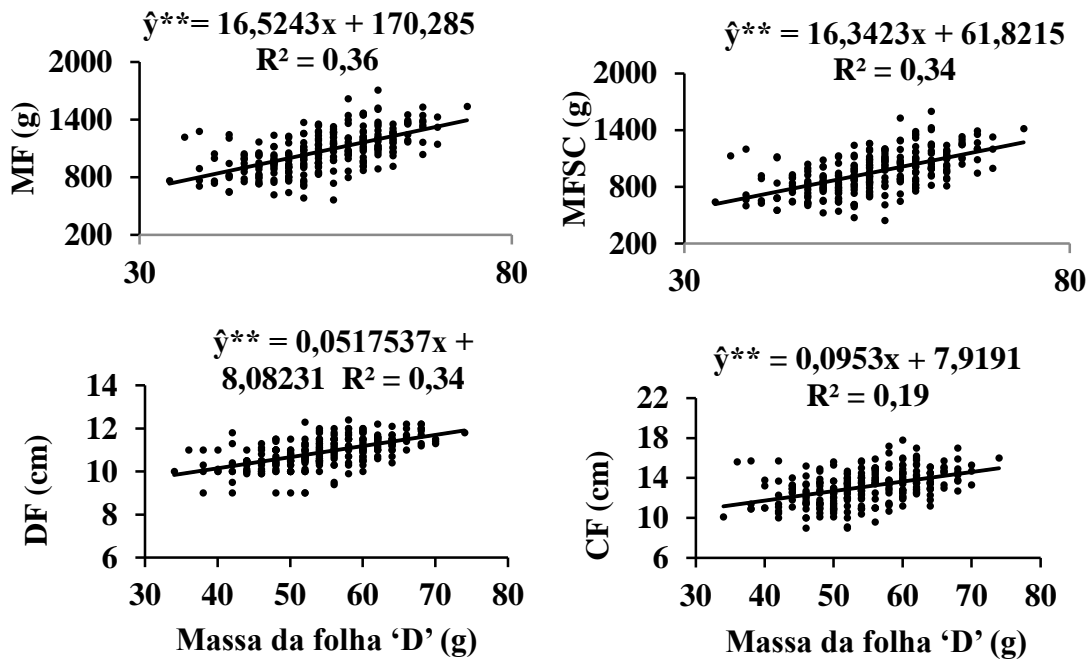 ŷ**= 16,5243x + 170,285
R² = 0,36
MF (g)
2000
1400
800
200
30
80
ŷ** = 16,3423x + 61,8215
R² = 0,34
MFSC (g)
2000
1400
800
200
30
80
ŷ** = 0,0517537x +
8,08231 R² = 0,34
DF (cm)
14
12
10
8
6
30 40 50 60 70 80
Massa da folha ‘D’ (g)
ŷ** = 0,0953x + 7,9191
R² = 0,19
CF (cm)
22
18
14
10
6
30 40 50 60 70 80
Massa da folha ‘D’ (g)